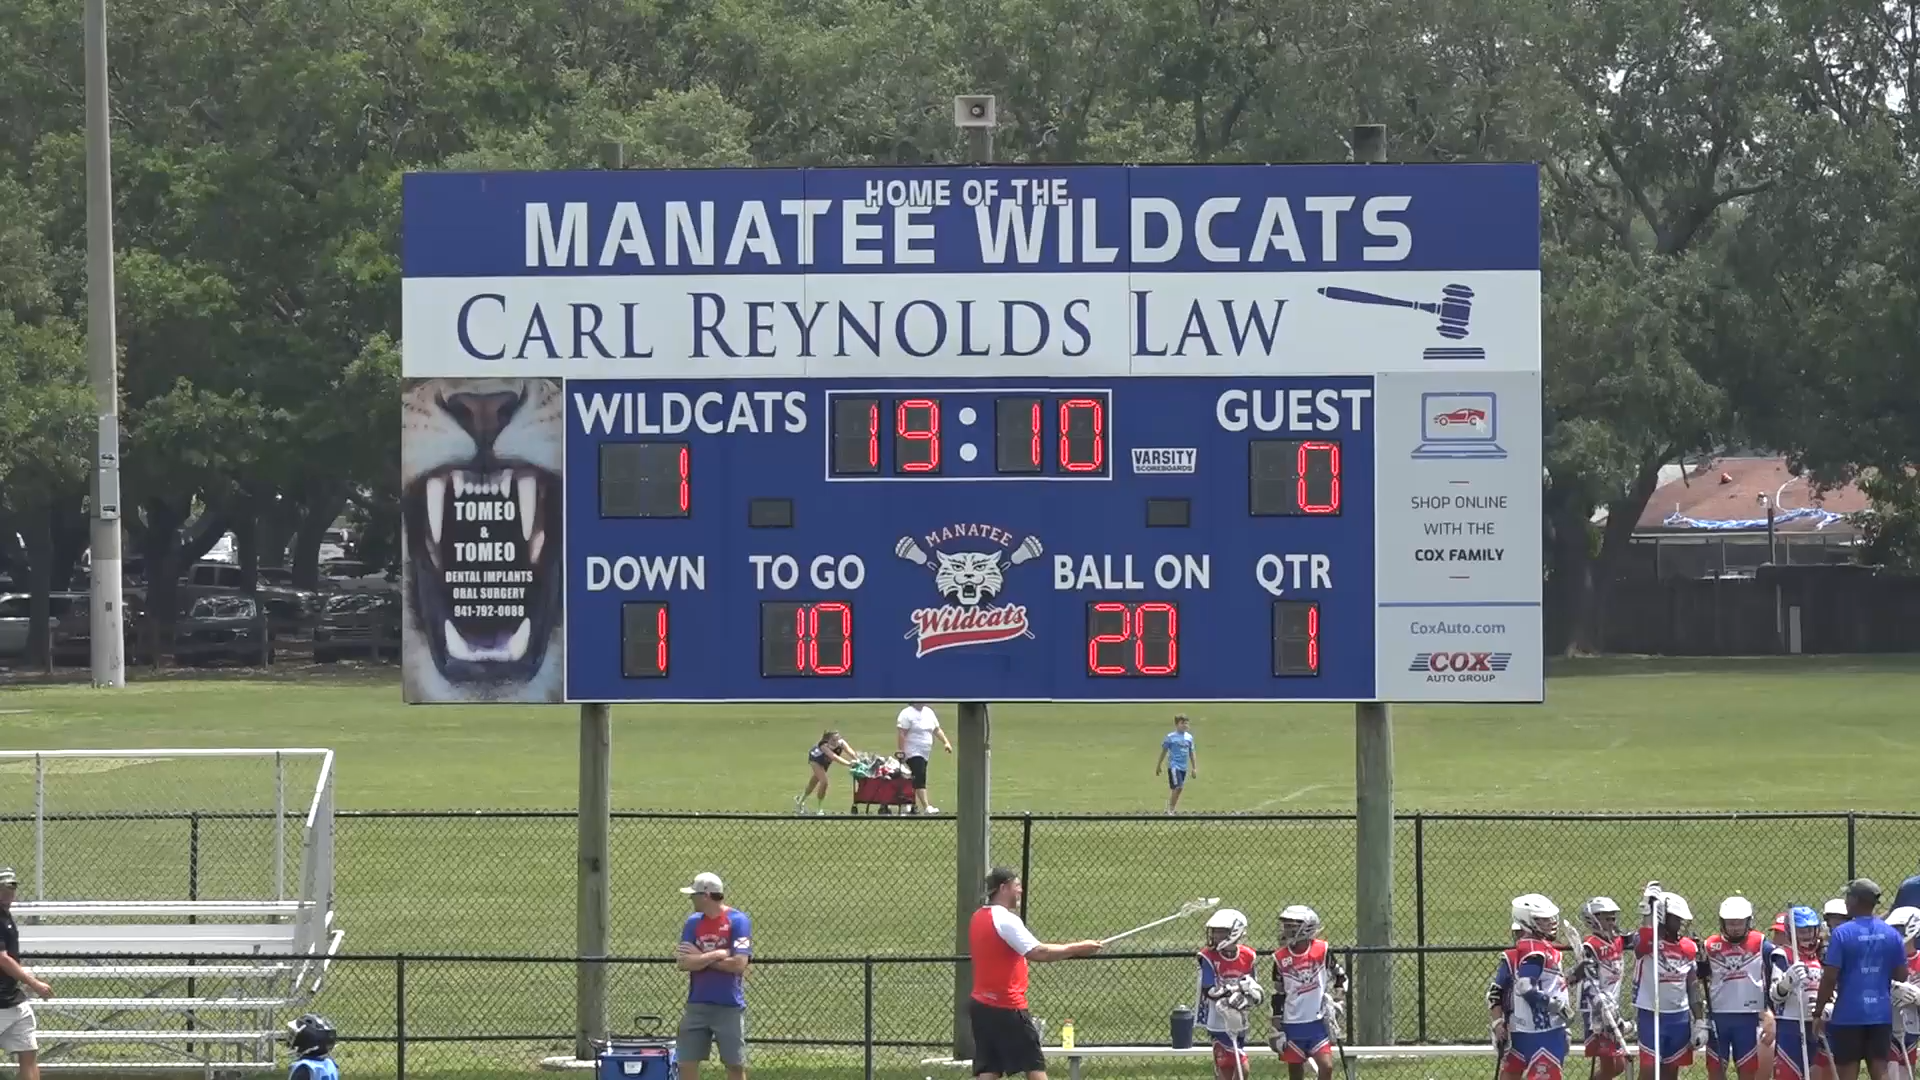 HOME OF THE
MANATEE WILDCATS
CARL REYNOLDS LAW
WILDCATS
19:10
GUEST
1
VARSITY
SCOREBOARDS
0
TOMEO
&
TOMEO
DENTAL IMPLANTS
ORAL SURGERY
941-792-0088
MANATEE
Wildcats
DOWN
TO GO
BALL ON
QTR
1
10
20
1
SHOP ONLINE
WITH THE
COX FAMILY
CoxAuto.com
COX
AUTO GROUP